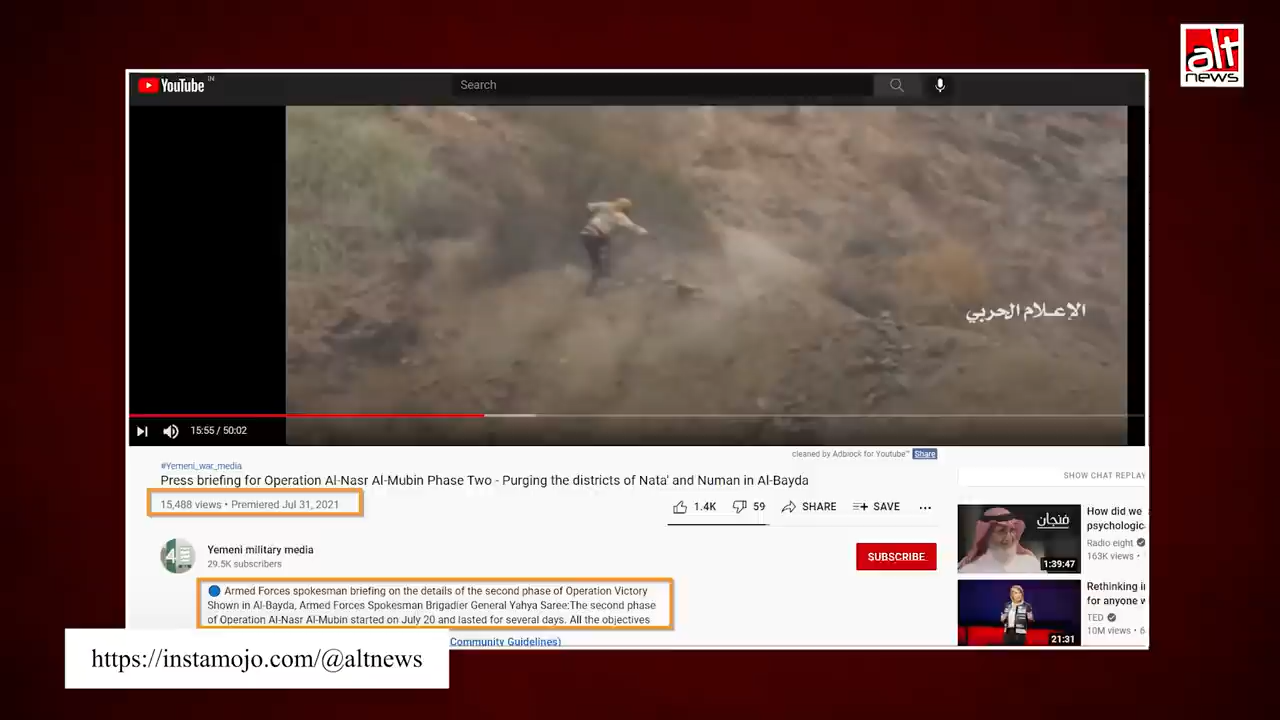 alt
news
YouTube IN
Search
الإعلام الحربي
15:55 / 50:02
cleaned by Adblock for Youtube™ Share
#Yemeni_war_media
SHOW CHAT REPLAY
Press briefing for Operation Al-Nasr Al-Mubin Phase Two - Purging the districts of Nata' and Numan in Al-Bayda
15,488 views • Premiered Jul 31, 2021
1.4K 59 SHARE SAVE ...
How did we
psychologic
Radio eight
163K views •
فنجان
1:39:47
Yemeni military media
29.5K subscribers
SUBSCRIBE
Armed Forces spokesman briefing on the details of the second phase of Operation Victory
Shown in Al-Bayda, Armed Forces Spokesman Brigadier General Yahya Saree:The second phase
of Operation Al-Nasr Al-Mubin started on July 20 and lasted for several days. All the objectives
Community Guidelines)
Rethinking i
for anyone w
TED
10M views • 6
21:31
https://instamojo.com/@altnews